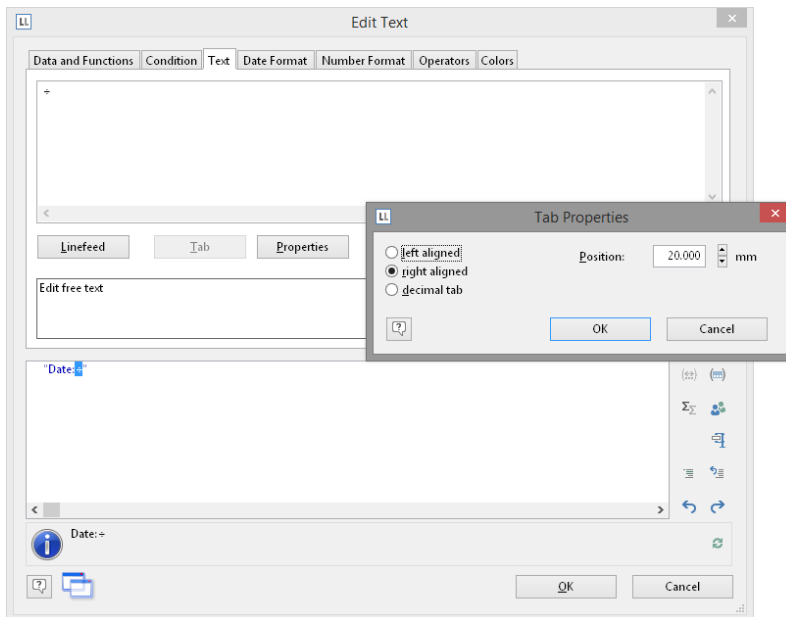 LL Edit Text
Data and Functions Condition Text Date Format Number Format Operators Colors
÷
Linefeed Tab Properties
Edit free text
LL Tab Properties
left aligned
right aligned
decimal tab
Position: 20.000 mm
OK Cancel
"Date:÷"
Date:÷
OK Cancel